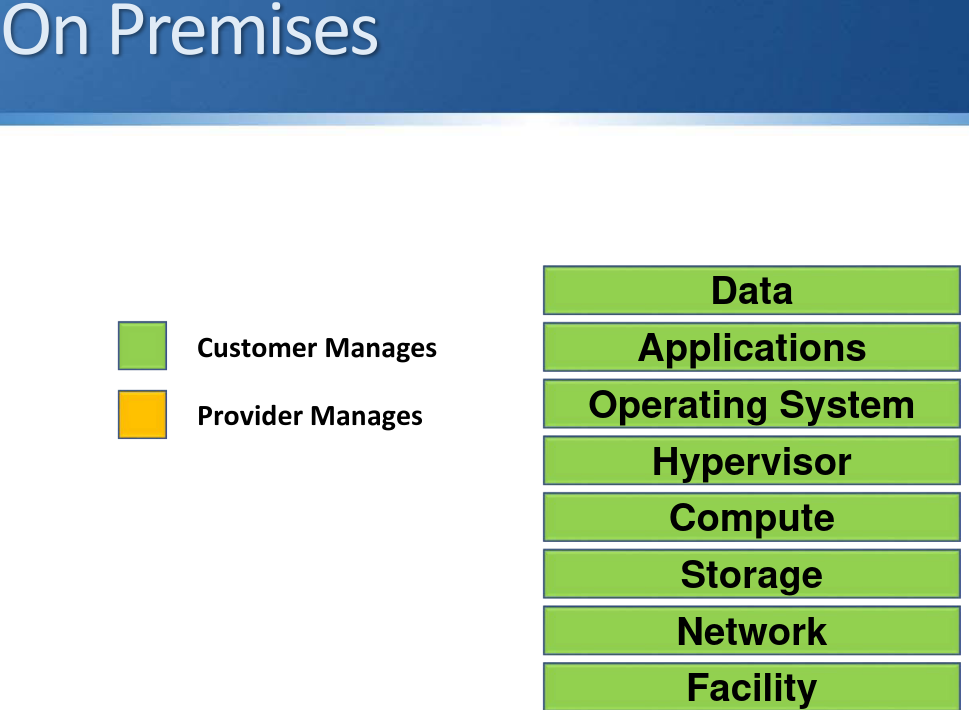 On Premises
Customer Manages
Provider Manages
Data
Applications
Operating System
Hypervisor
Compute
Storage
Network
Facility